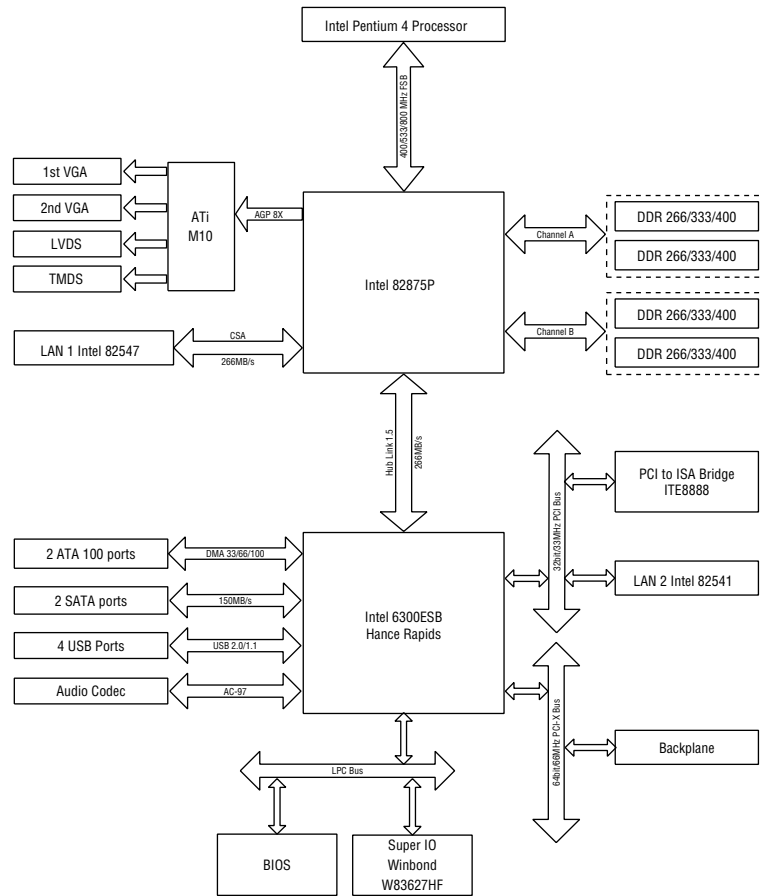 Intel Pentium 4 Processor
400/533/800 MHz FSB
1st VGA
2nd VGA
LVDS
TMDS
ATi
M10
AGP 8X
Intel 82875P
Channel A
DDR 266/333/400
DDR 266/333/400
Channel B
DDR 266/333/400
DDR 266/333/400
LAN 1 Intel 82547
CSA
266MB/s
Hub Link 1.5
266MB/s
32bit/33MHz PCI Bus
PCI to ISA Bridge
ITE8888
LAN 2 Intel 82541
2 ATA 100 ports
DMA 33/66/100
2 SATA ports
150MB/s
4 USB Ports
USB 2.0/1.1
Audio Codec
AC-97
Intel 6300ESB
Hance Rapids
64bit/66MHz PCI-X Bus
Backplane
LPC Bus
BIOS
Super IO
Winbond
W83627HF